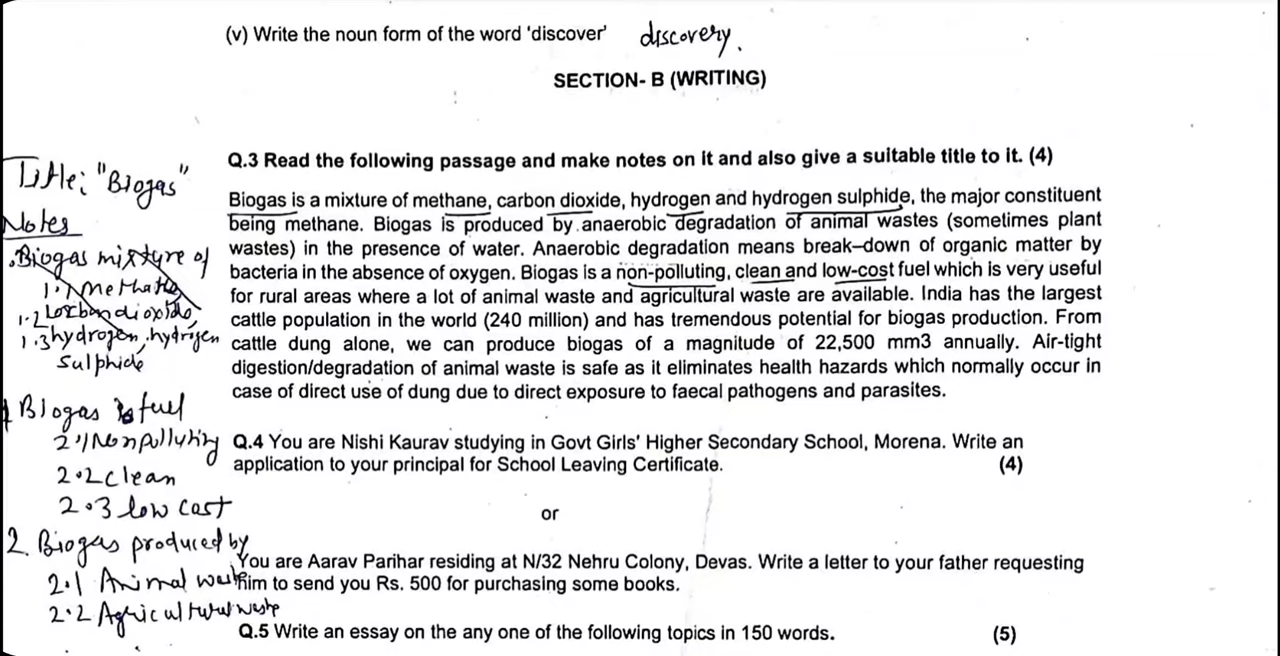 (v) Write the noun form of the word 'discover' discovery.
SECTION- B (WRITING)
Q.3 Read the following passage and make notes on it and also give a suitable title to it. (4)
Biogas is a mixture of methane, carbon dioxide, hydrogen and hydrogen sulphide, the major constituent
being methane. Biogas is produced by anaerobic degradation of animal wastes (sometimes plant
wastes) in the presence of water. Anaerobic degradation means break–down of organic matter by
bacteria in the absence of oxygen. Biogas is a non-polluting, clean and low-cost fuel which is very useful
for rural areas where a lot of animal waste and agricultural waste are available. India has the largest
cattle population in the world (240 million) and has tremendous potential for biogas production. From
cattle dung alone, we can produce biogas of a magnitude of 22,500 mm3 annually. Air-tight
digestion/degradation of animal waste is safe as it eliminates health hazards which normally occur in
case of direct use of dung due to direct exposure to faecal pathogens and parasites.
Q.4 You are Nishi Kaurav studying in Govt Girls' Higher Secondary School, Morena. Write an
application to your principal for School Leaving Certificate. (4)
or
You are Aarav Parihar residing at N/32 Nehru Colony, Devas. Write a letter to your father requesting
him to send you Rs. 500 for purchasing some books.
Q.5 Write an essay on the any one of the following topics in 150 words. (5)
Title: "Biogas"
Notes
Biogas mixture of
1.1 methane
1.2 Carbondioxide
1.3 hydrogen, hydrogen
sulphide
Biogas fuel
2.1 Nonpolluting
2.2 clean
2.3 low cost
2. Biogas produced by
2.1 Animal waste
2.2 Agricultural waste